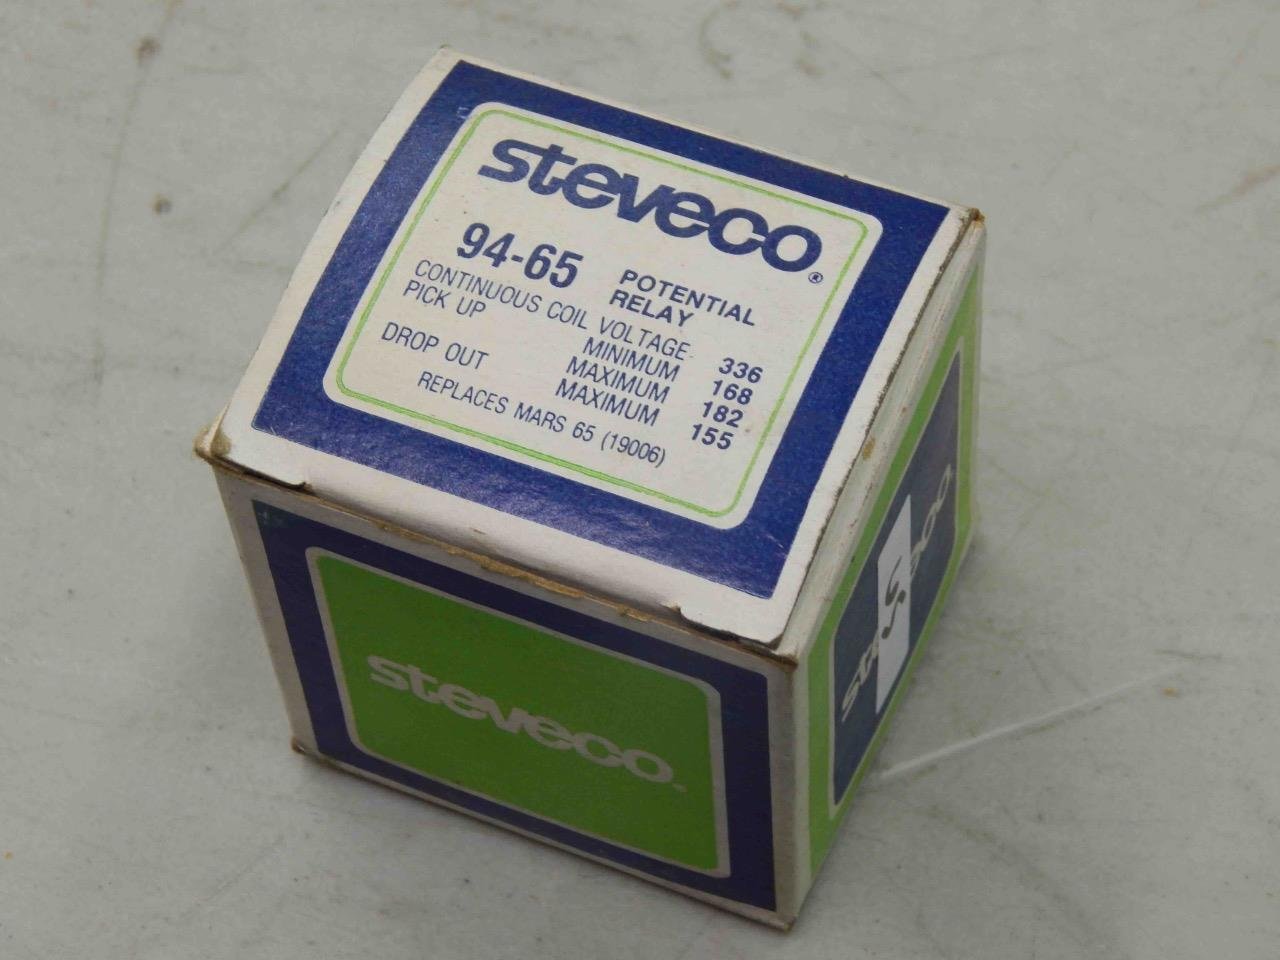 steveco®
94-65 POTENTIAL RELAY
CONTINUOUS COIL VOLTAGE 336
PICK UP MINIMUM 168
MAXIMUM 182
DROP OUT MAXIMUM 155
REPLACES MARS 65 (19006)
steveco
steveco